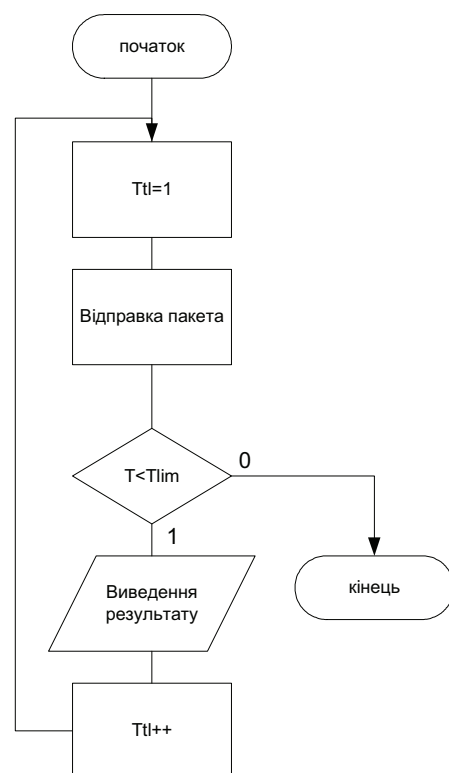 початок
Ttl=1
Відправка пакета
T<Tlim
0
1
Виведення
результату
кінець
Ttl++